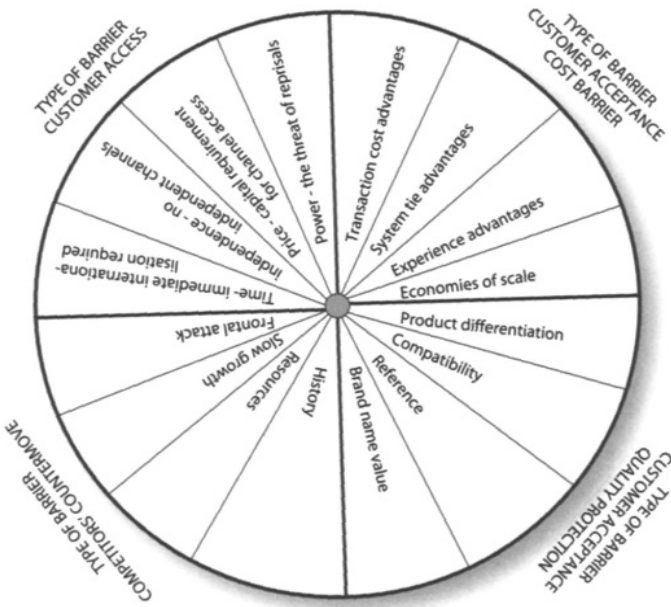 TYPE OF BARRIER
CUSTOMER ACCESS
TYPE OF BARRIER
CUSTOMER ACCEPTANCE
COST BARRIER
Power - the threat of reprisals
Price - capital requirement
for channel access
independence - no
independent channels
Time- immediate internationa-
lisation required
Transaction cost advantages
System tie advantages
Experience advantages
Economies of scale
Product differentiation
Compatibility
Reference
Brand name value
Frontal attack
Slow growth
Resources
History
TYPE OF BARRIER
COMPETITORS' COUNTERMOVE
TYPE OF BARRIER
CUSTOMER ACCEPTANCE
QUALITY PROTECTION